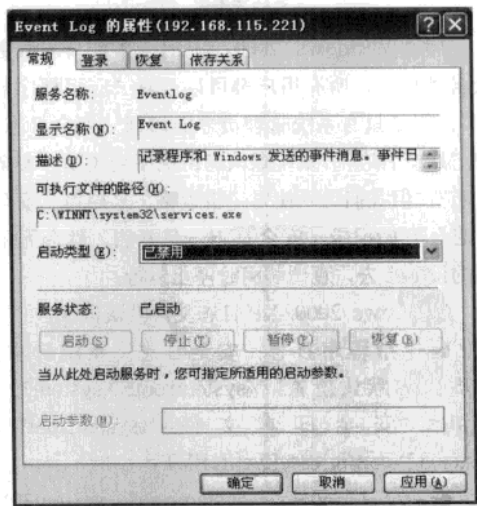 Event Log 的属性(192.168.115.221)
常规 登录 恢复 依存关系
服务名称: Eventlog
显示名称(N): Event Log
描述(D): 记录程序和 Windows 发送的事件消息。事件日
可执行文件的路径(H):
C:\WINNT\system32\services.exe
启动类型(E): 已禁用
服务状态: 已启动
启动(S) 停止(T) 暂停(P) 恢复(R)
当从此处启动服务时，您可指定所适用的启动参数。
启动参数(M):
确定 取消 应用(A)